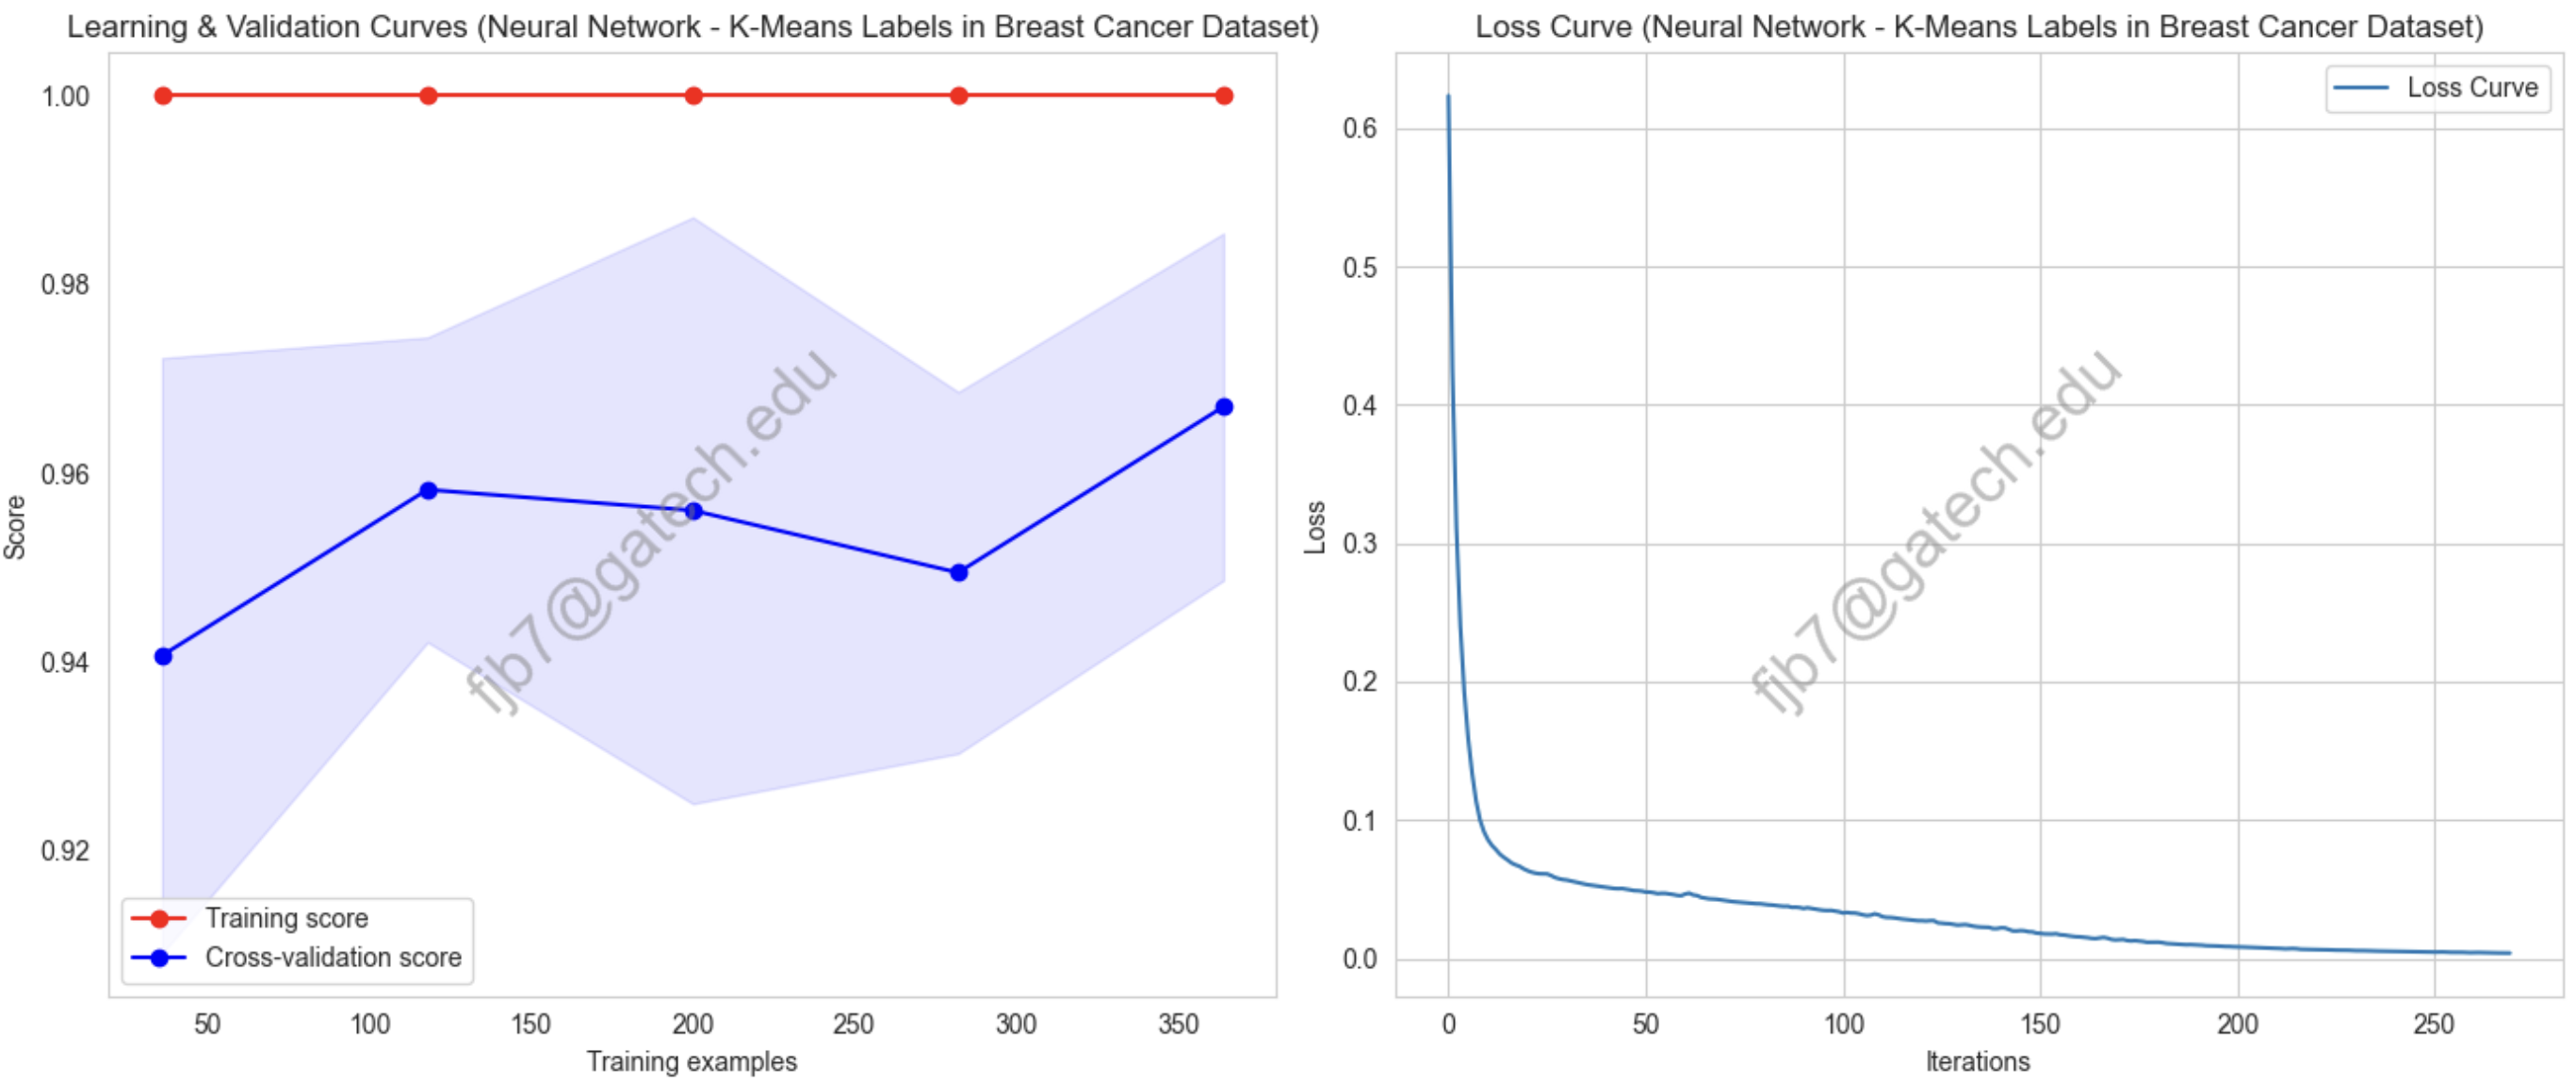 Learning & Validation Curves (Neural Network - K-Means Labels in Breast Cancer Dataset)
1.00
0.98
0.96
0.94
0.92
Score
Training score
Cross-validation score
50 100 150 200 250 300 350
Training examples
fjb7@gatech.edu
Loss Curve (Neural Network - K-Means Labels in Breast Cancer Dataset)
Loss Curve
0.6
0.5
0.4
0.3
0.2
0.1
0.0
Loss
0 50 100 150 200 250
Iterations
fjb7@gatech.edu